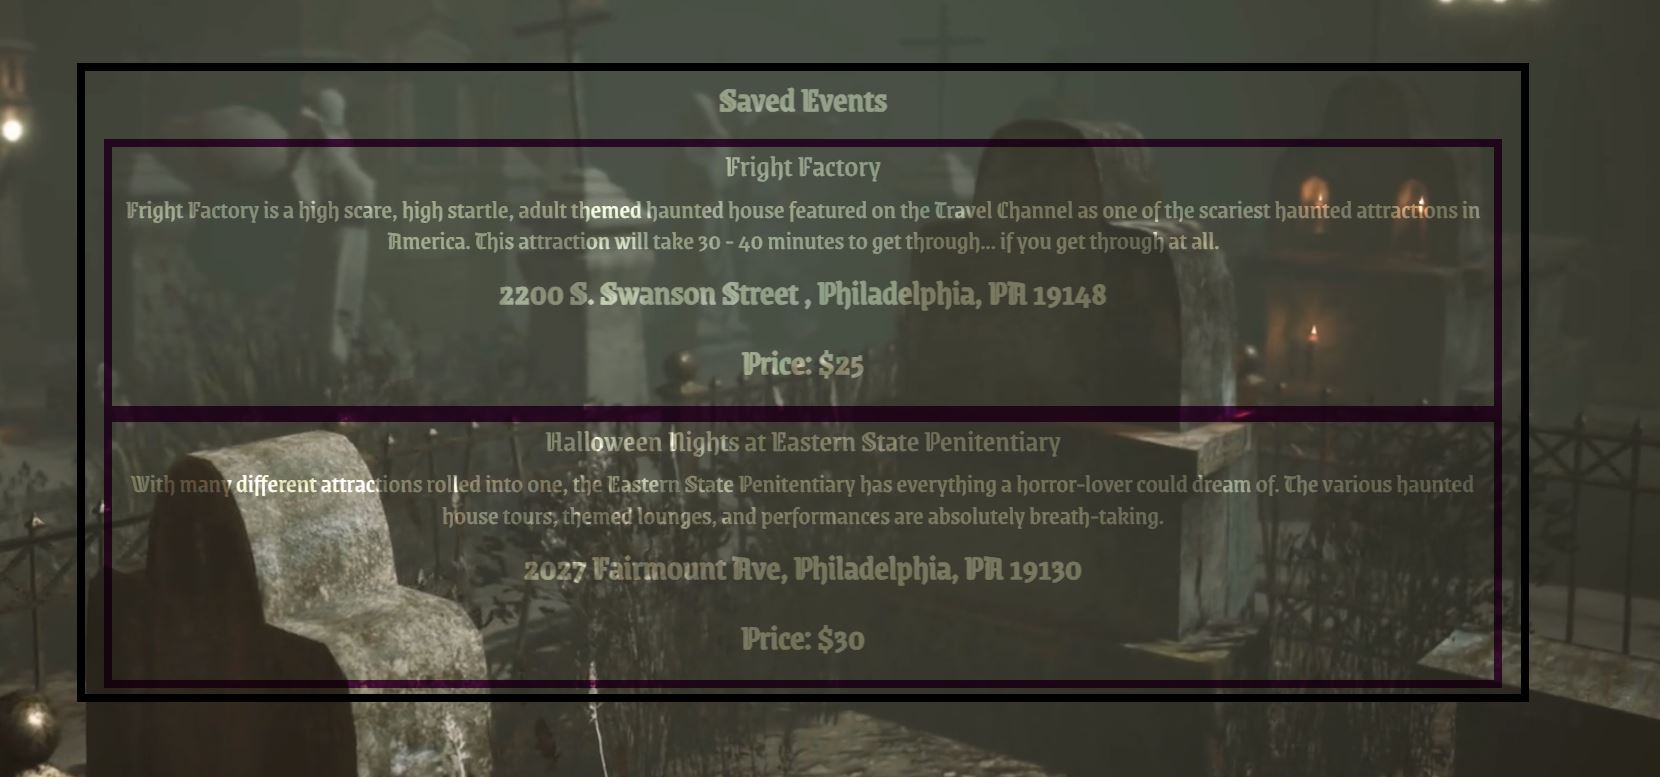 Saved Events
Fright Factory
Fright Factory is a high scare, high startle, adult themed haunted house featured on the Travel Channel as one of the scariest haunted attractions in
America. This attraction will take 30 - 40 minutes to get through... if you get through at all.
2200 S. Swanson Street , Philadelphia, PA 19148
Price: $25
Halloween Nights at Eastern State Penitentiary
With many different attractions rolled into one, the Eastern State Penitentiary has everything a horror-lover could dream of. The various haunted
house tours, themed lounges, and performances are absolutely breath-taking.
2027 Fairmount Ave, Philadelphia, PA 19130
Price: $30